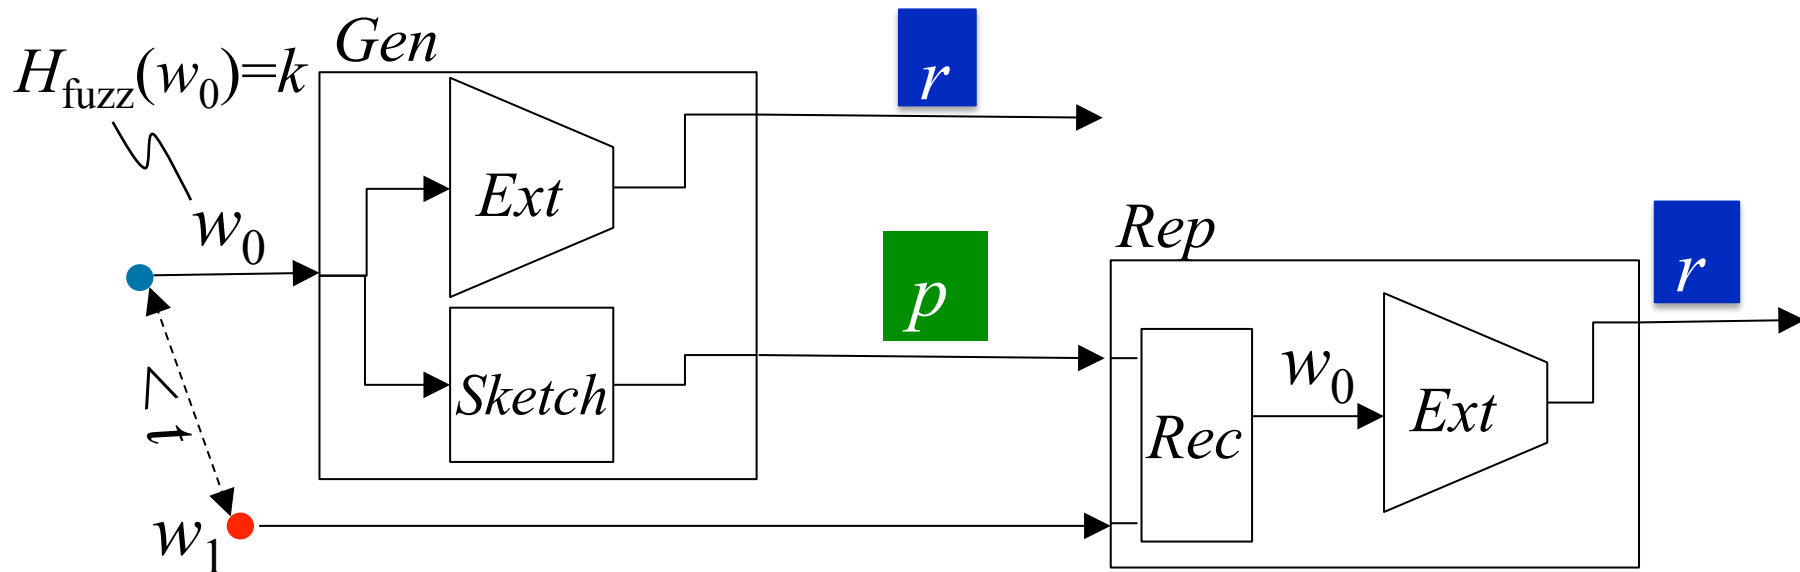 Gen
H_fuzz(w_0)=k
r
Ext
w_0
Rep
r
p
w_0
Ext
< t
Sketch
Rec
w_1